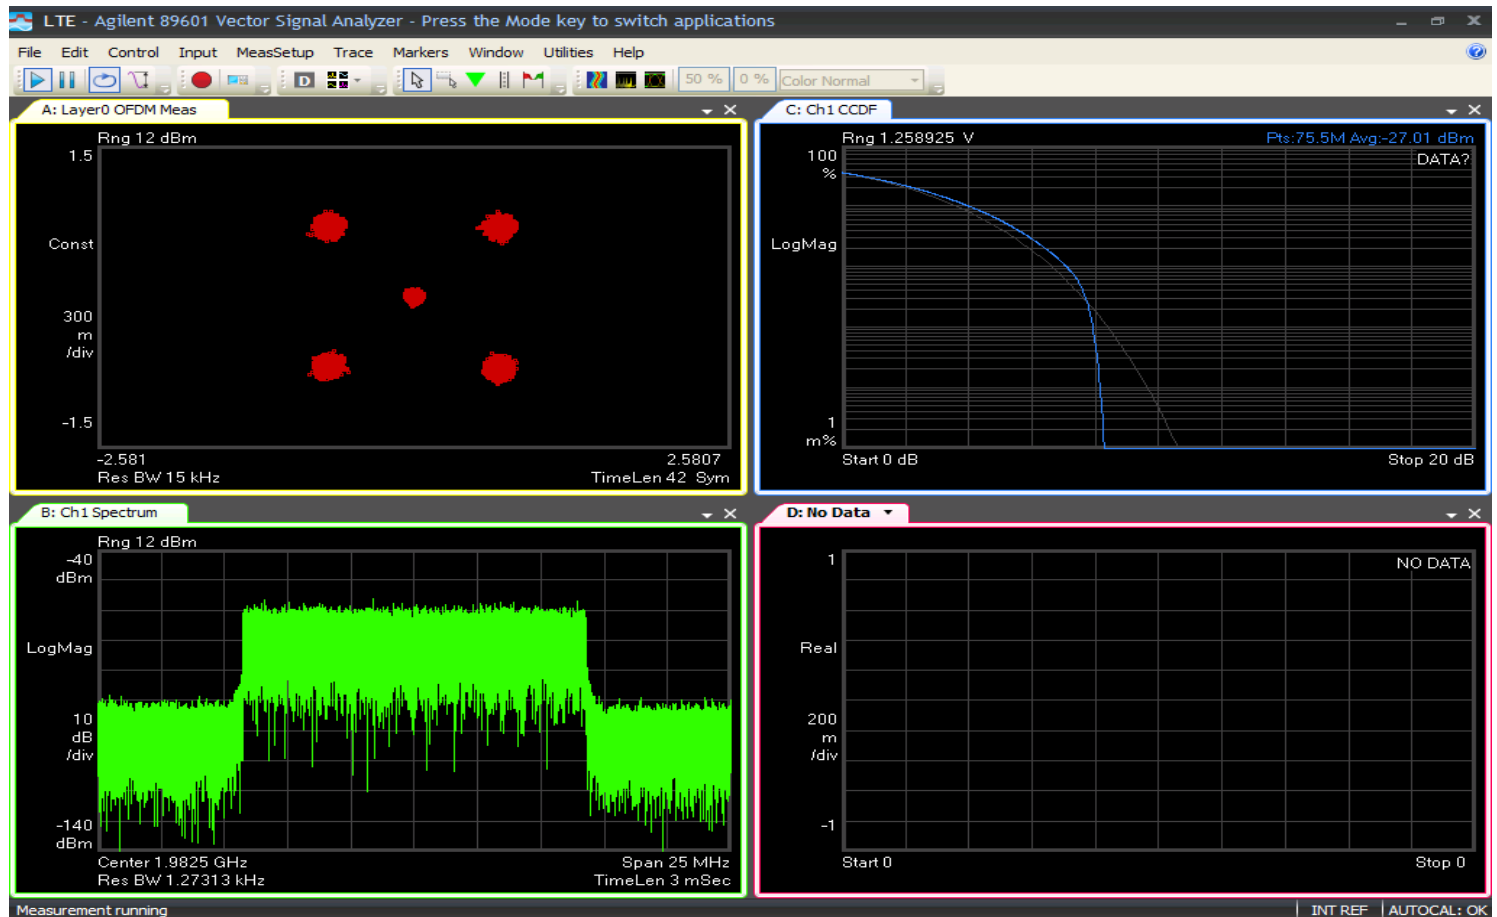 LTE - Agilent 89601 Vector Signal Analyzer - Press the Mode key to switch applications
File Edit Control Input MeasSetup Trace Markers Window Utilities Help
D 50 % 0 % Color Normal
A: Layer0 OFDM Meas
Rng 12 dBm
1.5
Const
300
m
/div
-1.5
-2.581 2.5807
Res BW 15 kHz TimeLen 42 Sym
C: Ch1 CCDF
Rng 1.258925 V Pts:75.5M Avg:-27.01 dBm
100 DATA?
%
LogMag
1
m%
Start 0 dB Stop 20 dB
B: Ch1 Spectrum
Rng 12 dBm
-40
dBm
LogMag
10
dB
/div
-140
dBm
Center 1.9825 GHz Span 25 MHz
Res BW 1.27313 kHz TimeLen 3 mSec
D: No Data
1 NO DATA
Real
200
m
/div
-1
Start 0 Stop 0
Measurement running INT REF AUTOCAL: OK